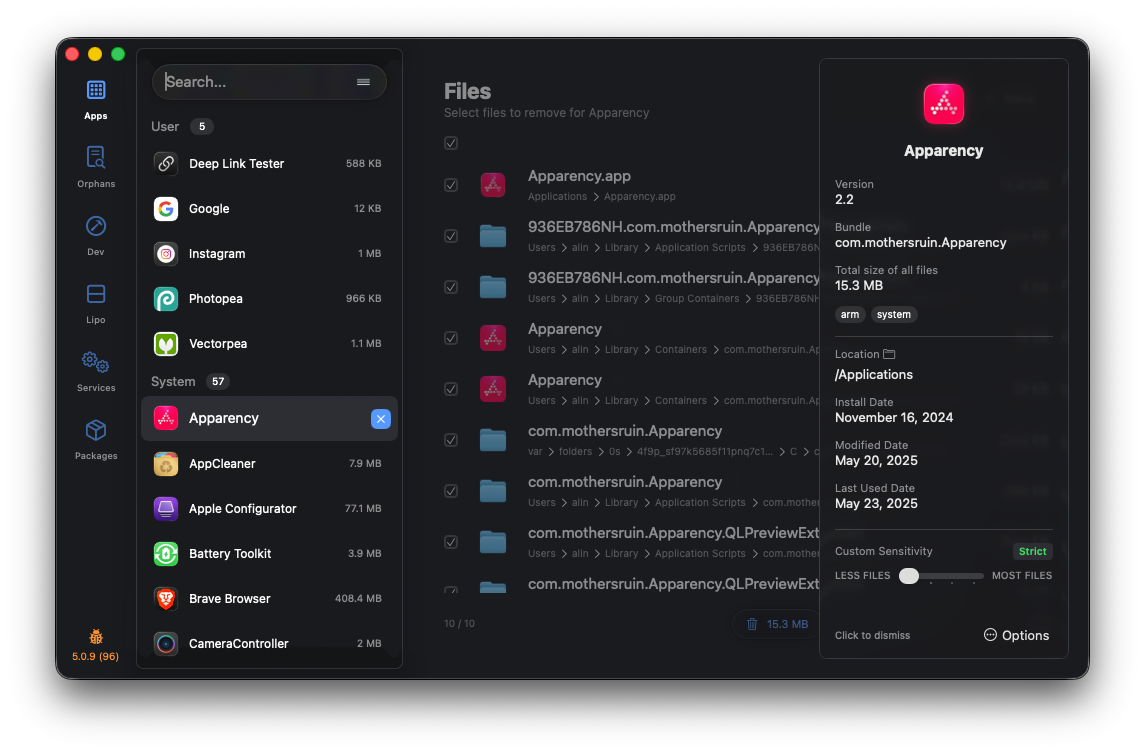 Apps
Orphans
Dev
Lipo
Services
Packages
5.0.9 (96)
Search...
User 5
Deep Link Tester 588 KB
Google 12 KB
Instagram 1 MB
Photopea 966 KB
Vectorpea 1.1 MB
System 57
Apparency
AppCleaner 7.9 MB
Apple Configurator 77.1 MB
Battery Toolkit 3.9 MB
Brave Browser 408.4 MB
CameraController 2 MB
Files
Select files to remove for Apparency
Apparency.app
Applications > Apparency.app
936EB786NH.com.mothersruin.Apparency
Users > alin > Library > Application Scripts > 936EB786N
936EB786NH.com.mothersruin.Apparency
Users > alin > Library > Group Containers > 936EB786NH
Apparency
Users > alin > Library > Containers > com.mothersruin.Ap
Apparency
Users > alin > Library > Containers > com.mothersruin.Ap
com.mothersruin.Apparency
var > folders > 0s > 4f9p_sf97k5685f11pnq7c1... > C > c
com.mothersruin.Apparency
Users > alin > Library > Application Scripts > com.mother
com.mothersruin.Apparency.QLPreviewExt
Users > alin > Library > Application Scripts > com.mother
com.mothersruin.Apparency.QLPreviewExt
10 / 10
15.3 MB
Apparency
Version
2.2
Bundle
com.mothersruin.Apparency
Total size of all files
15.3 MB
arm system
Location
/Applications
Install Date
November 16, 2024
Modified Date
May 20, 2025
Last Used Date
May 23, 2025
Custom Sensitivity Strict
LESS FILES MOST FILES
Click to dismiss Options